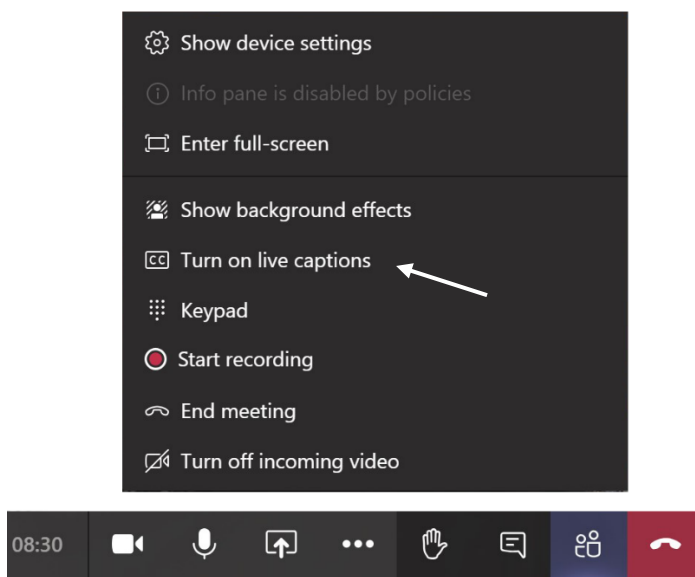 Show device settings
Info pane is disabled by policies
Enter full-screen
Show background effects
CC Turn on live captions
Keypad
Start recording
End meeting
Turn off incoming video
08:30